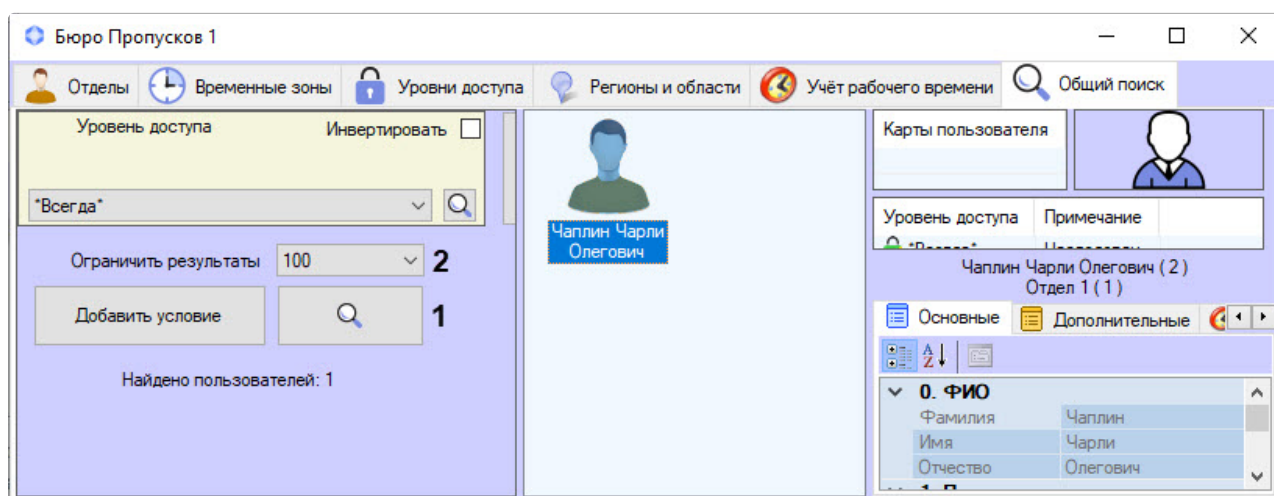 Бюро Пропусков 1
Отделы Временные зоны Уровни доступа Регионы и области Учёт рабочего времени Общий поиск
Уровень доступа Инвертировать
*Всегда*
Ограничить результаты 100 2
Добавить условие 1
Найдено пользователей: 1
Чаплин Чарли
Олегович
Карты пользователя
Уровень доступа Примечание
*Всегда*
Чаплин Чарли Олегович ( 2 )
Отдел 1 ( 1 )
Основные Дополнительные
0. ФИО
Фамилия Чаплин
Имя Чарли
Отчество Олегович